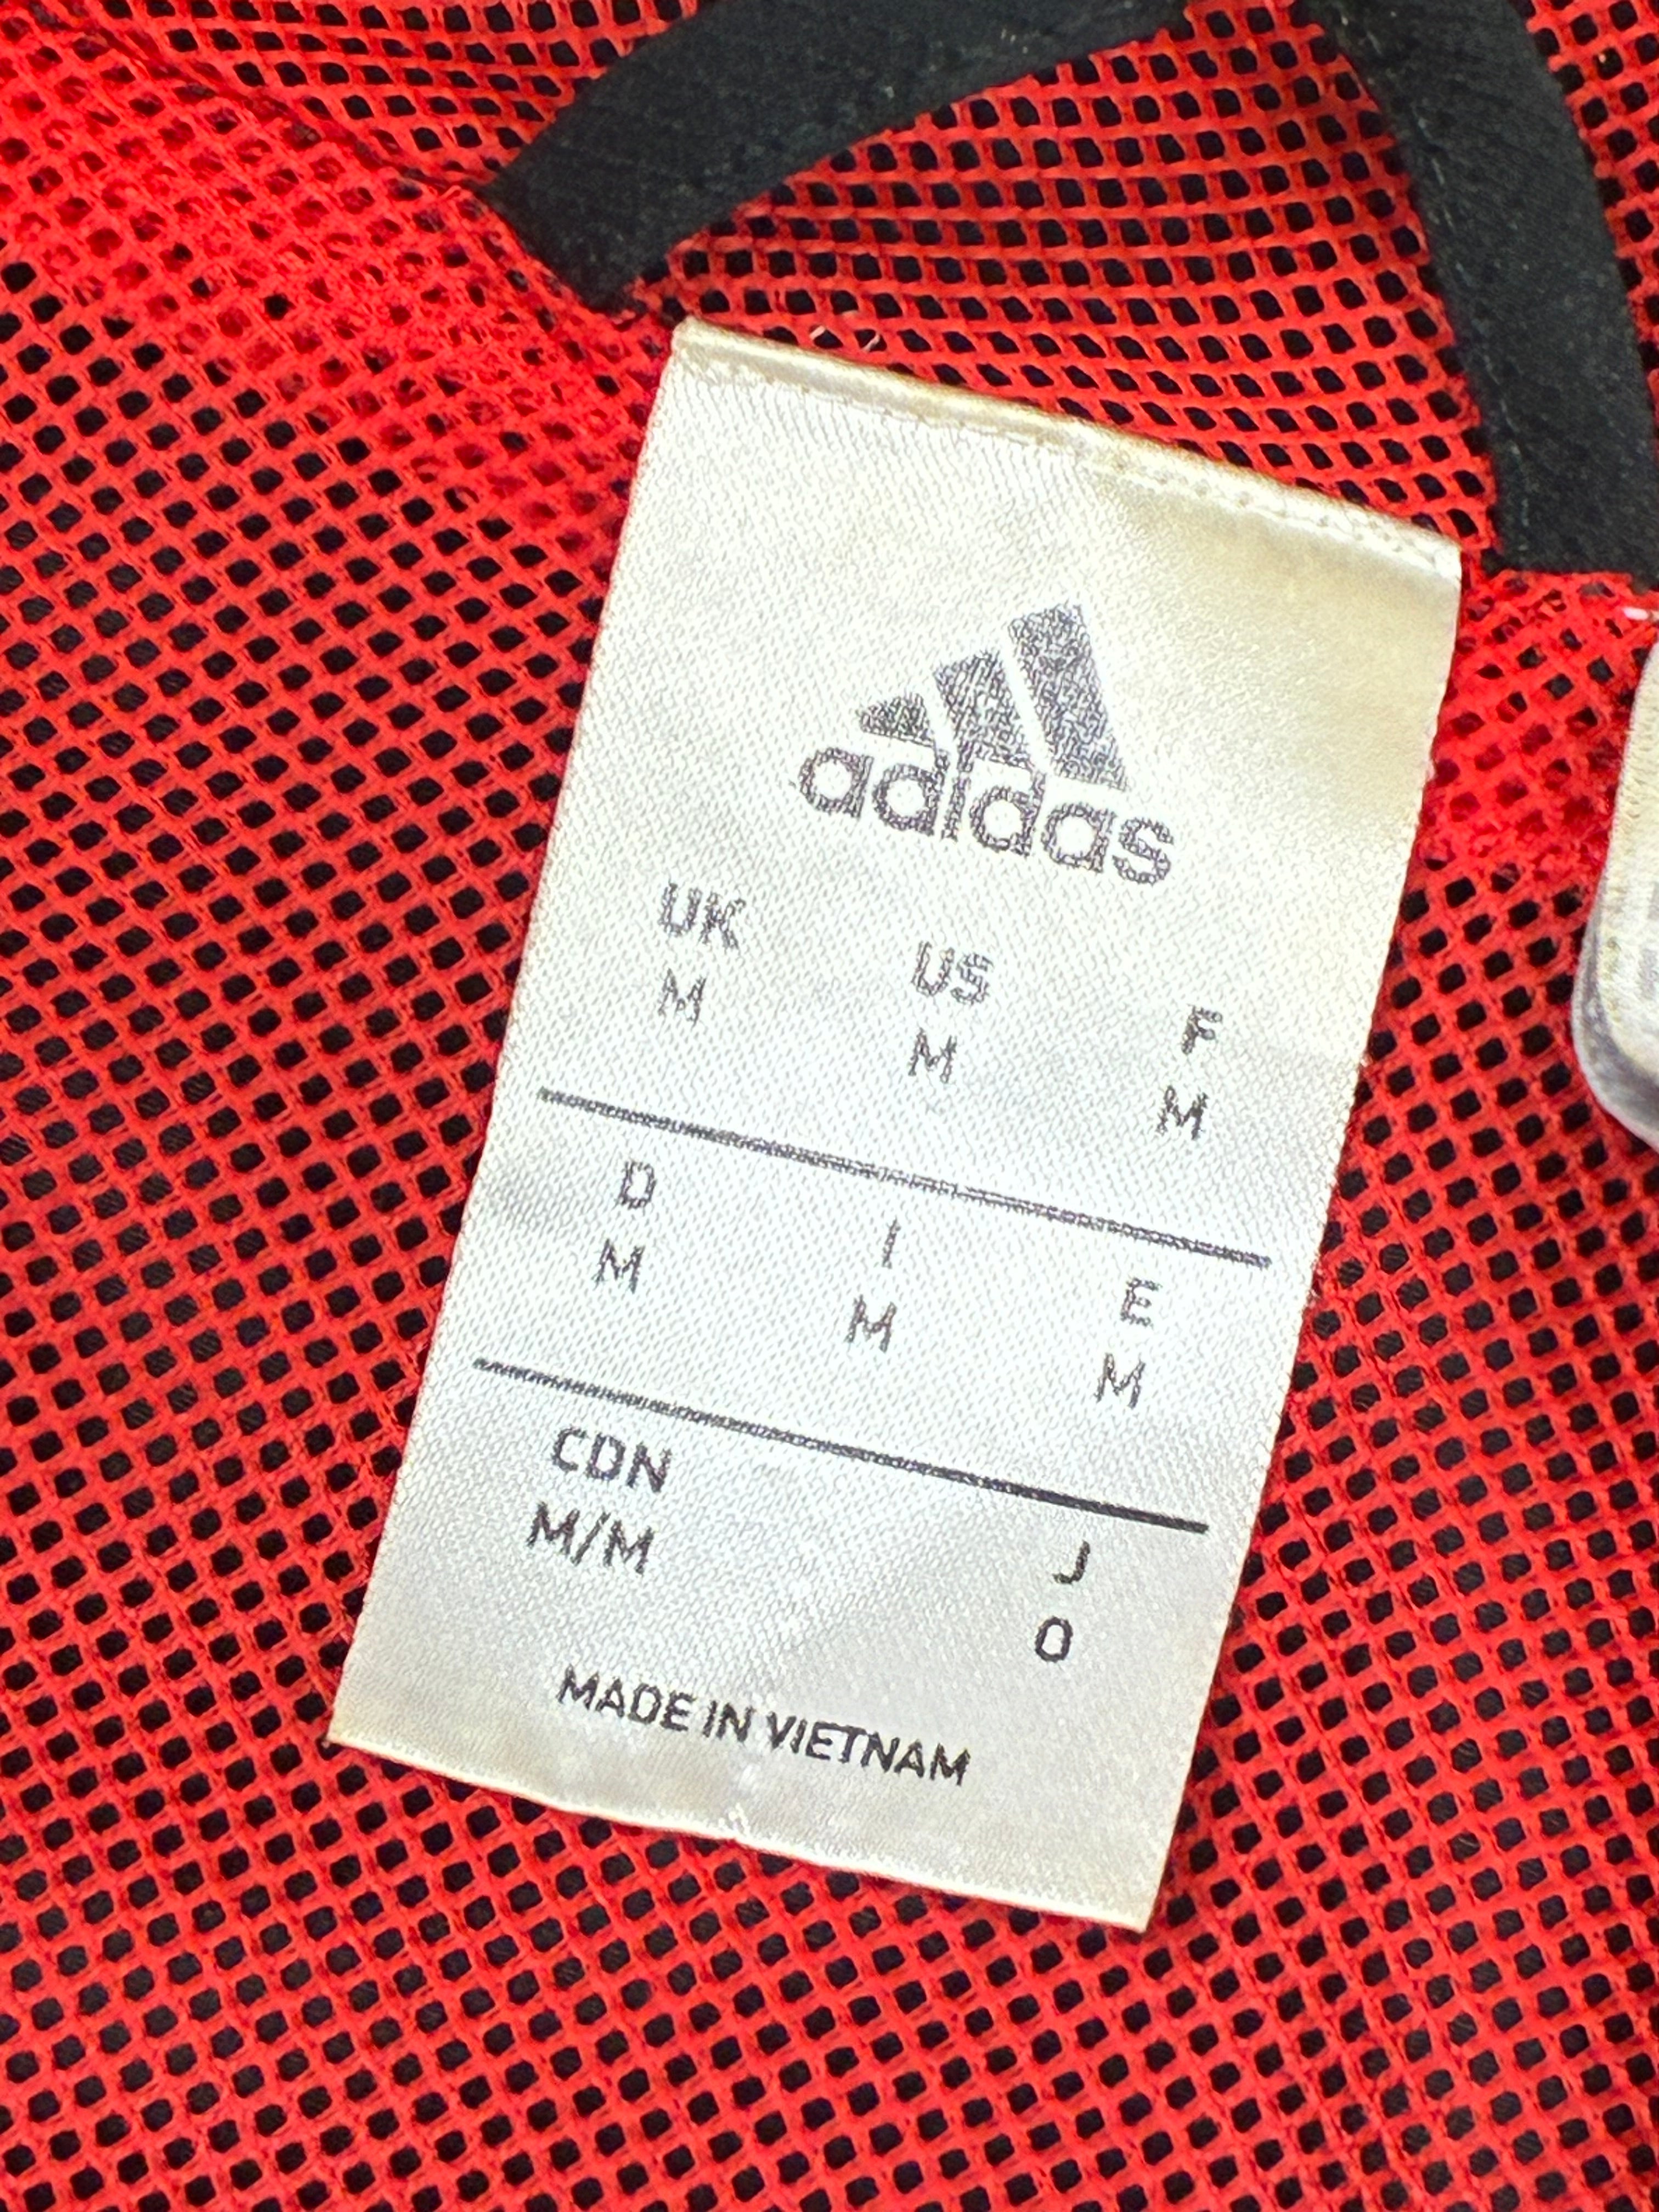 adidas
UK US F
M M M
D I E
M M M
CDN J
M/M O
MADE IN VIETNAM